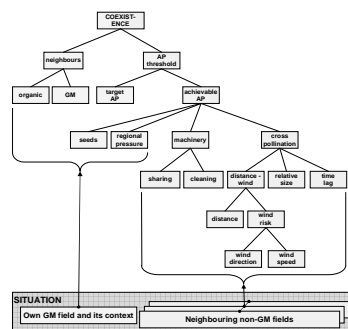 COEXIST-
ENCE
neighbours
AP
threshold
organic
GM
target
AP
achievable
AP
seeds
regional
pressure
machinery
cross
pollination
sharing
cleaning
distance -
wind
relative
size
time
lag
distance
wind
risk
wind
direction
wind
speed
SITUATION
Own GM field and its context
Neighbouring non-GM fields